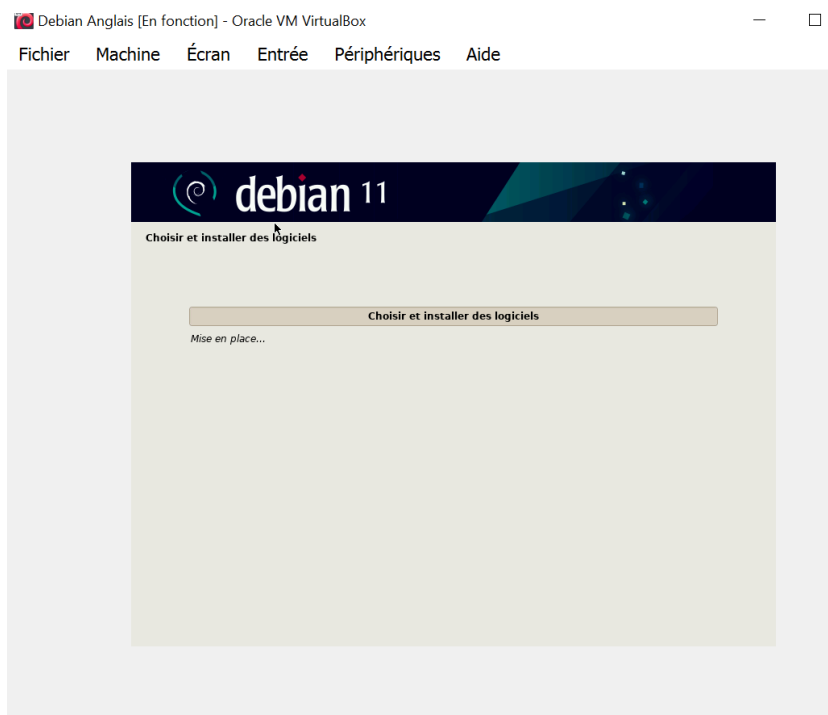 Debian Anglais [En fonction] - Oracle VM VirtualBox
Fichier Machine Écran Entrée Périphériques Aide
debian 11
Choisir et installer des logiciels
Choisir et installer des logiciels
Mise en place...